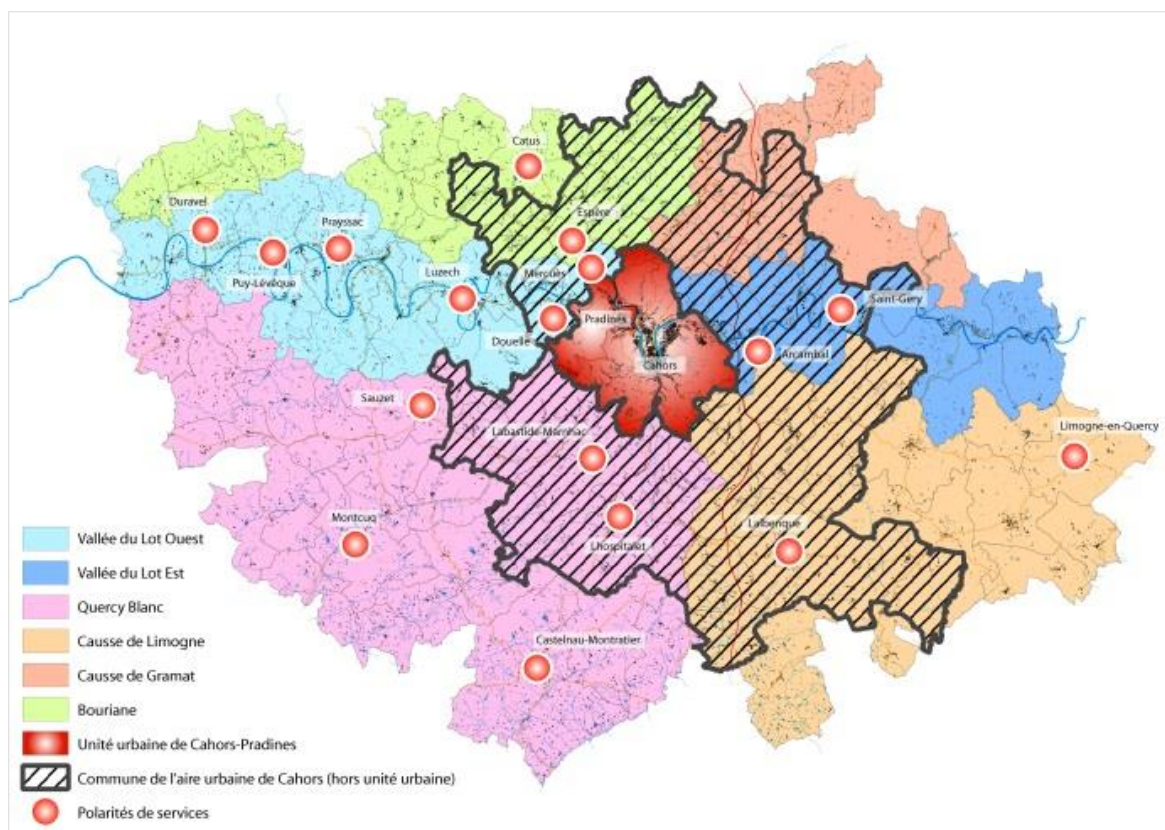 Catus
Duravel
Prayssac
Espère
Puy-Lévêque
Luzech
Mercuès
Saint-Géry
Pradines
Douelle
Arcambal
Cahors
Sauzet
Labastide-Marnhac
Limogne-en-Quercy
Montcuq
Lhospitalet
Lalbenque
Castelnau-Montratier
Vallée du Lot Ouest
Vallée du Lot Est
Quercy Blanc
Causse de Limogne
Causse de Gramat
Bouriane
Unité urbaine de Cahors-Pradines
Commune de l'aire urbaine de Cahors (hors unité urbaine)
Polarités de services